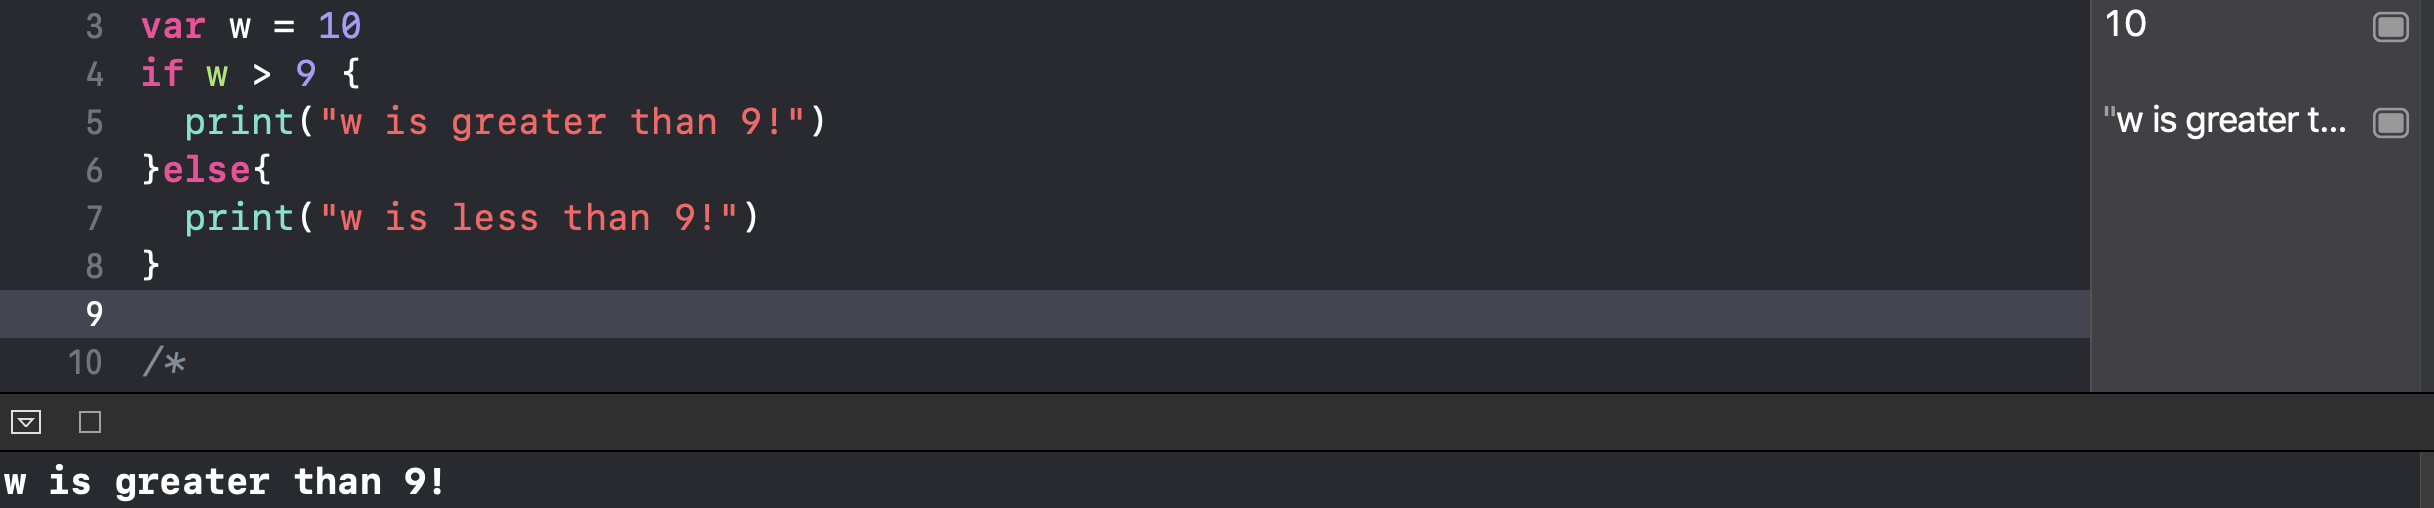 3 var w = 10
4 if w > 9 {
5   print("w is greater than 9!")
6 }else{
7   print("w is less than 9!")
8 }
9
10 /*
10
"w is greater t...
w is greater than 9!